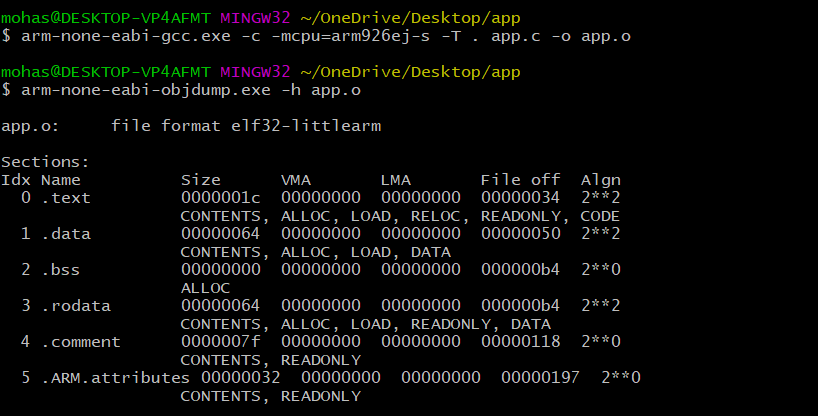 mohas@DESKTOP-VP4AFMT MINGW32 ~/OneDrive/Desktop/app
$ arm-none-eabi-gcc.exe -c -mcpu=arm926ej-s -T . app.c -o app.o

mohas@DESKTOP-VP4AFMT MINGW32 ~/OneDrive/Desktop/app
$ arm-none-eabi-objdump.exe -h app.o

app.o:     file format elf32-littlearm

Sections:
Idx Name          Size      VMA       LMA       File off  Algn
  0 .text         0000001c  00000000  00000000  00000034  2**2
                  CONTENTS, ALLOC, LOAD, RELOC, READONLY, CODE
  1 .data         00000064  00000000  00000000  00000050  2**2
                  CONTENTS, ALLOC, LOAD, DATA
  2 .bss          00000000  00000000  00000000  000000b4  2**0
                  ALLOC
  3 .rodata       00000064  00000000  00000000  000000b4  2**2
                  CONTENTS, ALLOC, LOAD, READONLY, DATA
  4 .comment      0000007f  00000000  00000000  00000118  2**0
                  CONTENTS, READONLY
  5 .ARM.attributes 00000032  00000000  00000000  00000197  2**0
                  CONTENTS, READONLY